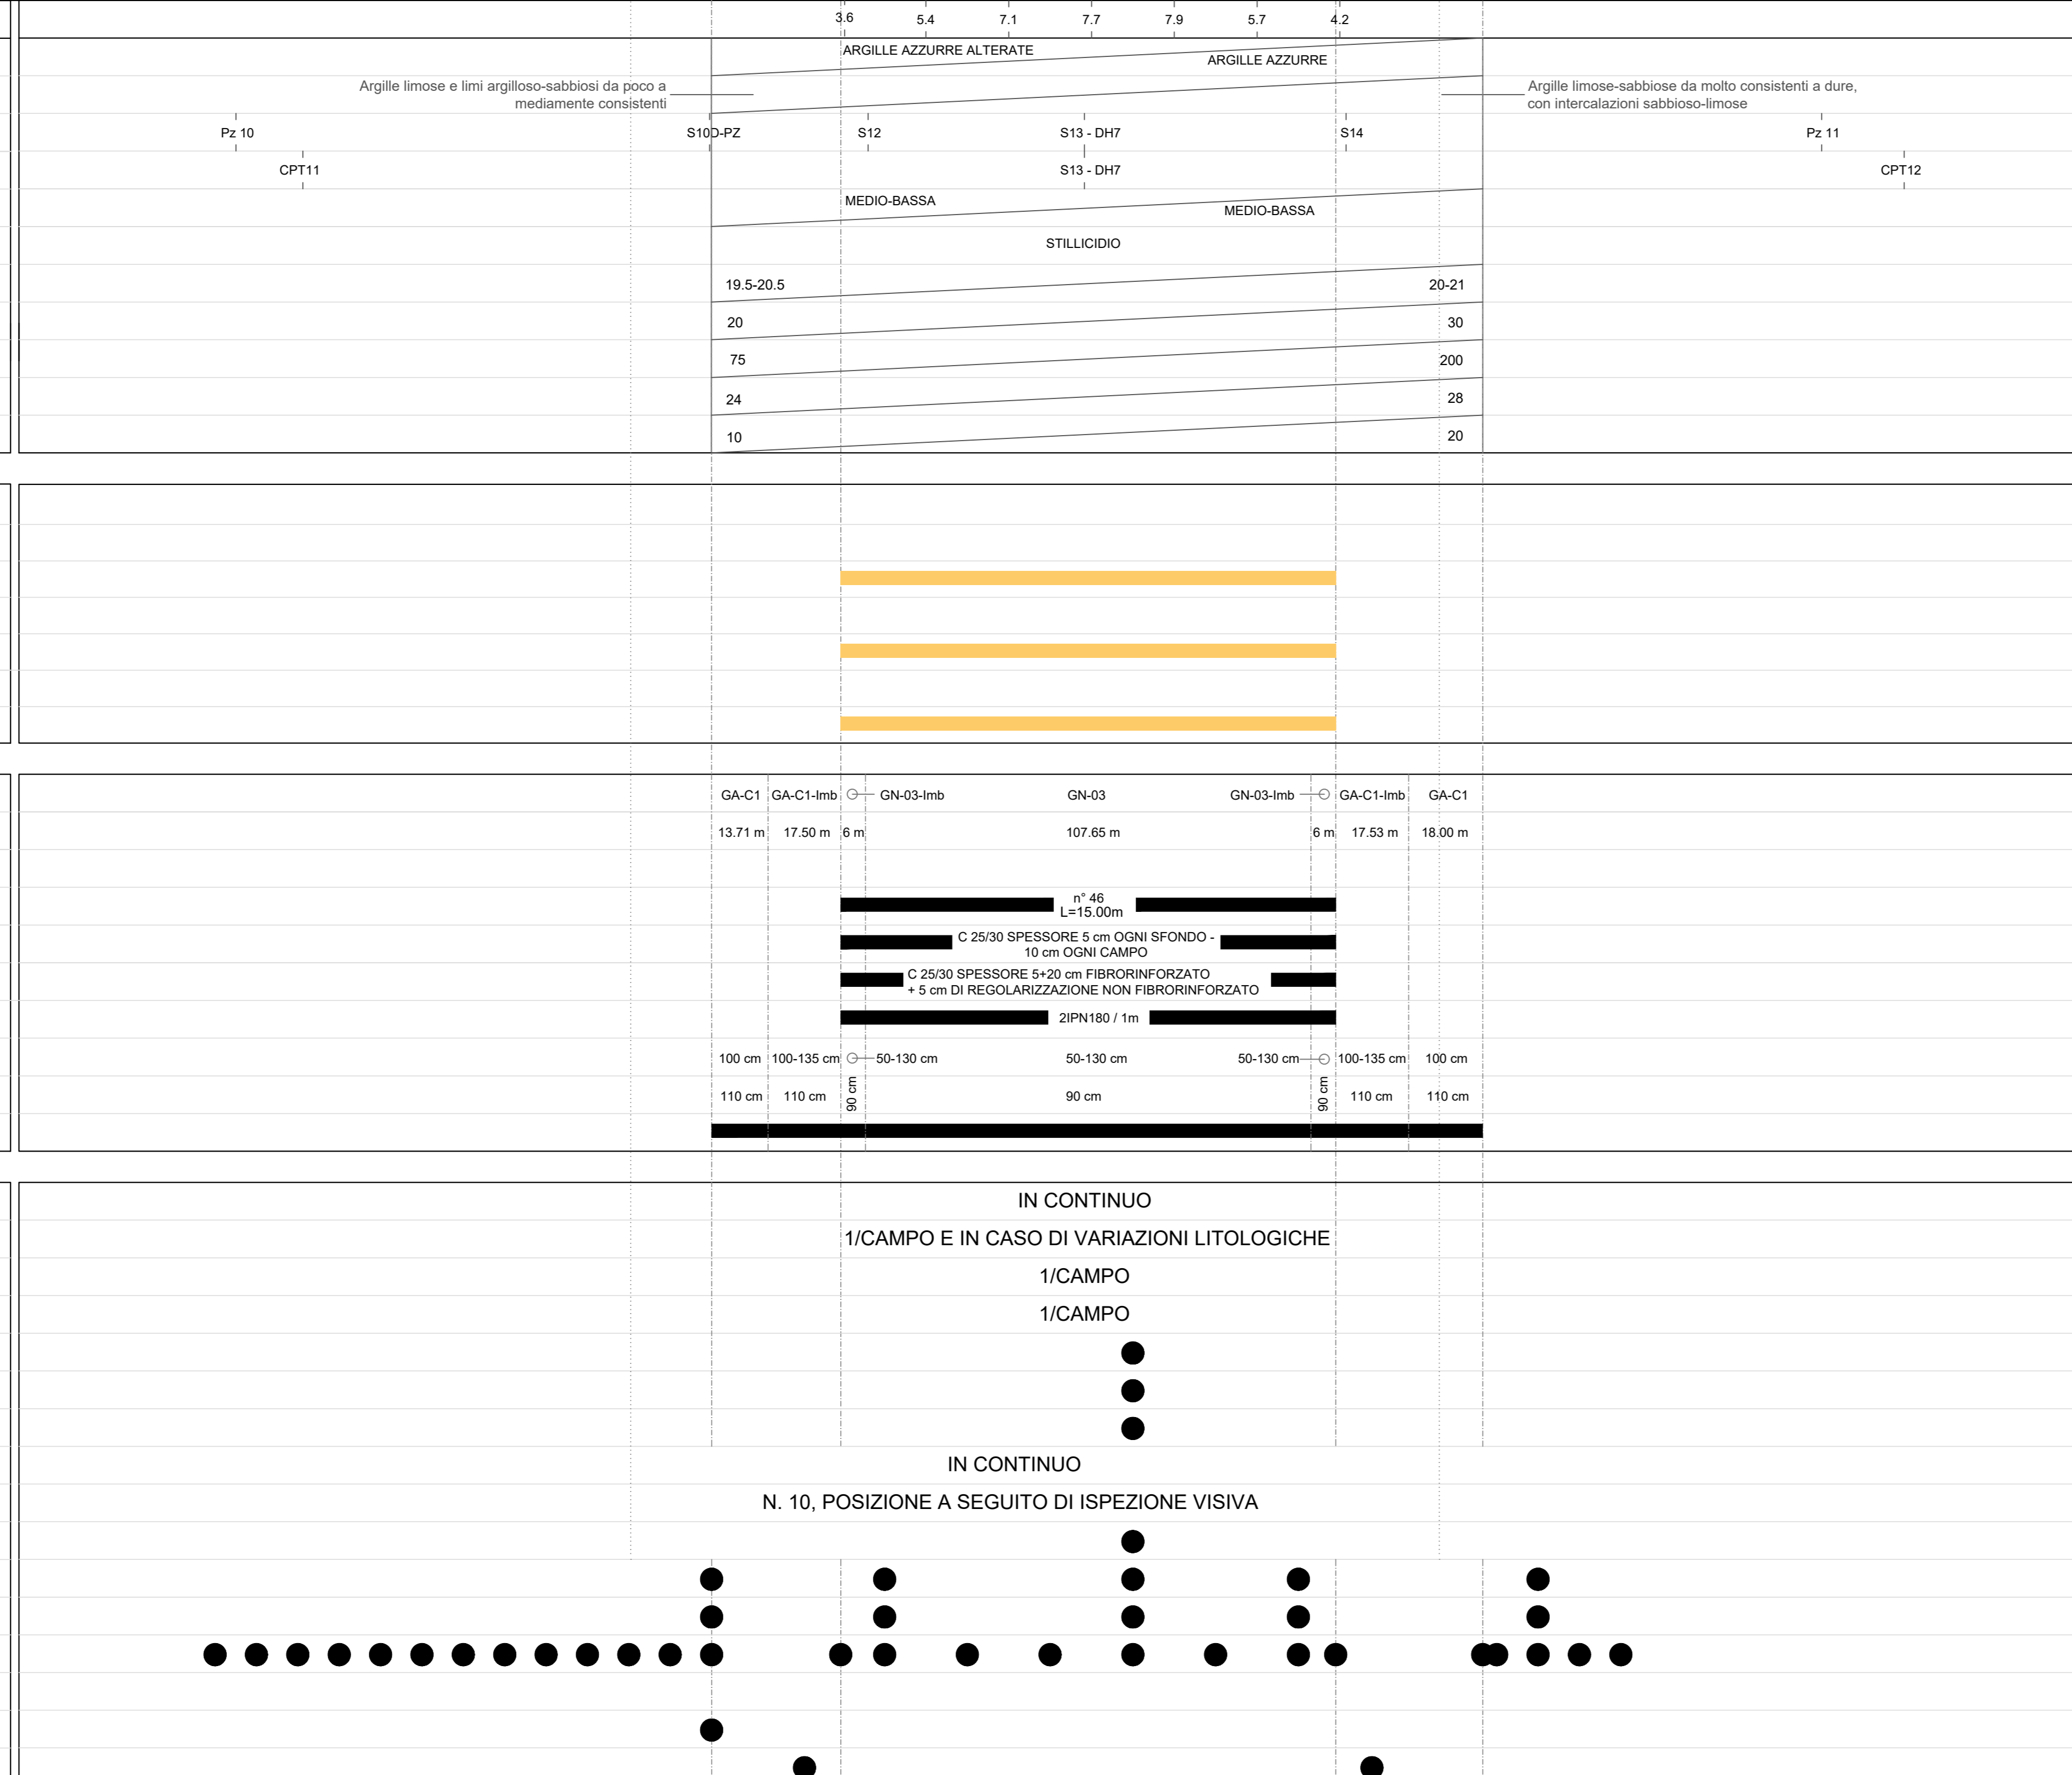 3.6 5.4 7.1 7.7 7.9 5.7 4.2
ARGILLE AZZURRE ALTERATE
ARGILLE AZZURRE
Argille limose e limi argilloso-sabbiosi da poco a
mediamente consistenti
Argille limose-sabbiose da molto consistenti a dure,
con intercalazioni sabbioso-limose
Pz 10 S10D-PZ S12 S13 - DH7 S14 Pz 11
CPT11 S13 - DH7 CPT12
MEDIO-BASSA
MEDIO-BASSA
STILLICIDIO
19.5-20.5 20-21
20 30
75 200
24 28
10 20
GA-C1 GA-C1-Imb GN-03-Imb GN-03 GN-03-Imb GA-C1-Imb GA-C1
13.71 m 17.50 m 6 m 107.65 m 6 m 17.53 m 18.00 m
n° 46
L=15.00m
C 25/30 SPESSORE 5 cm OGNI SFONDO -
10 cm OGNI CAMPO
C 25/30 SPESSORE 5+20 cm FIBRORINFORZATO
+ 5 cm DI REGOLARIZZAZIONE NON FIBRORINFORZATO
2IPN180 / 1m
100 cm 100-135 cm 50-130 cm 50-130 cm 50-130 cm 100-135 cm 100 cm
110 cm 110 cm 90 cm 90 cm 90 cm 110 cm 110 cm
IN CONTINUO
1/CAMPO E IN CASO DI VARIAZIONI LITOLOGICHE
1/CAMPO
1/CAMPO
IN CONTINUO
N. 10, POSIZIONE A SEGUITO DI ISPEZIONE VISIVA